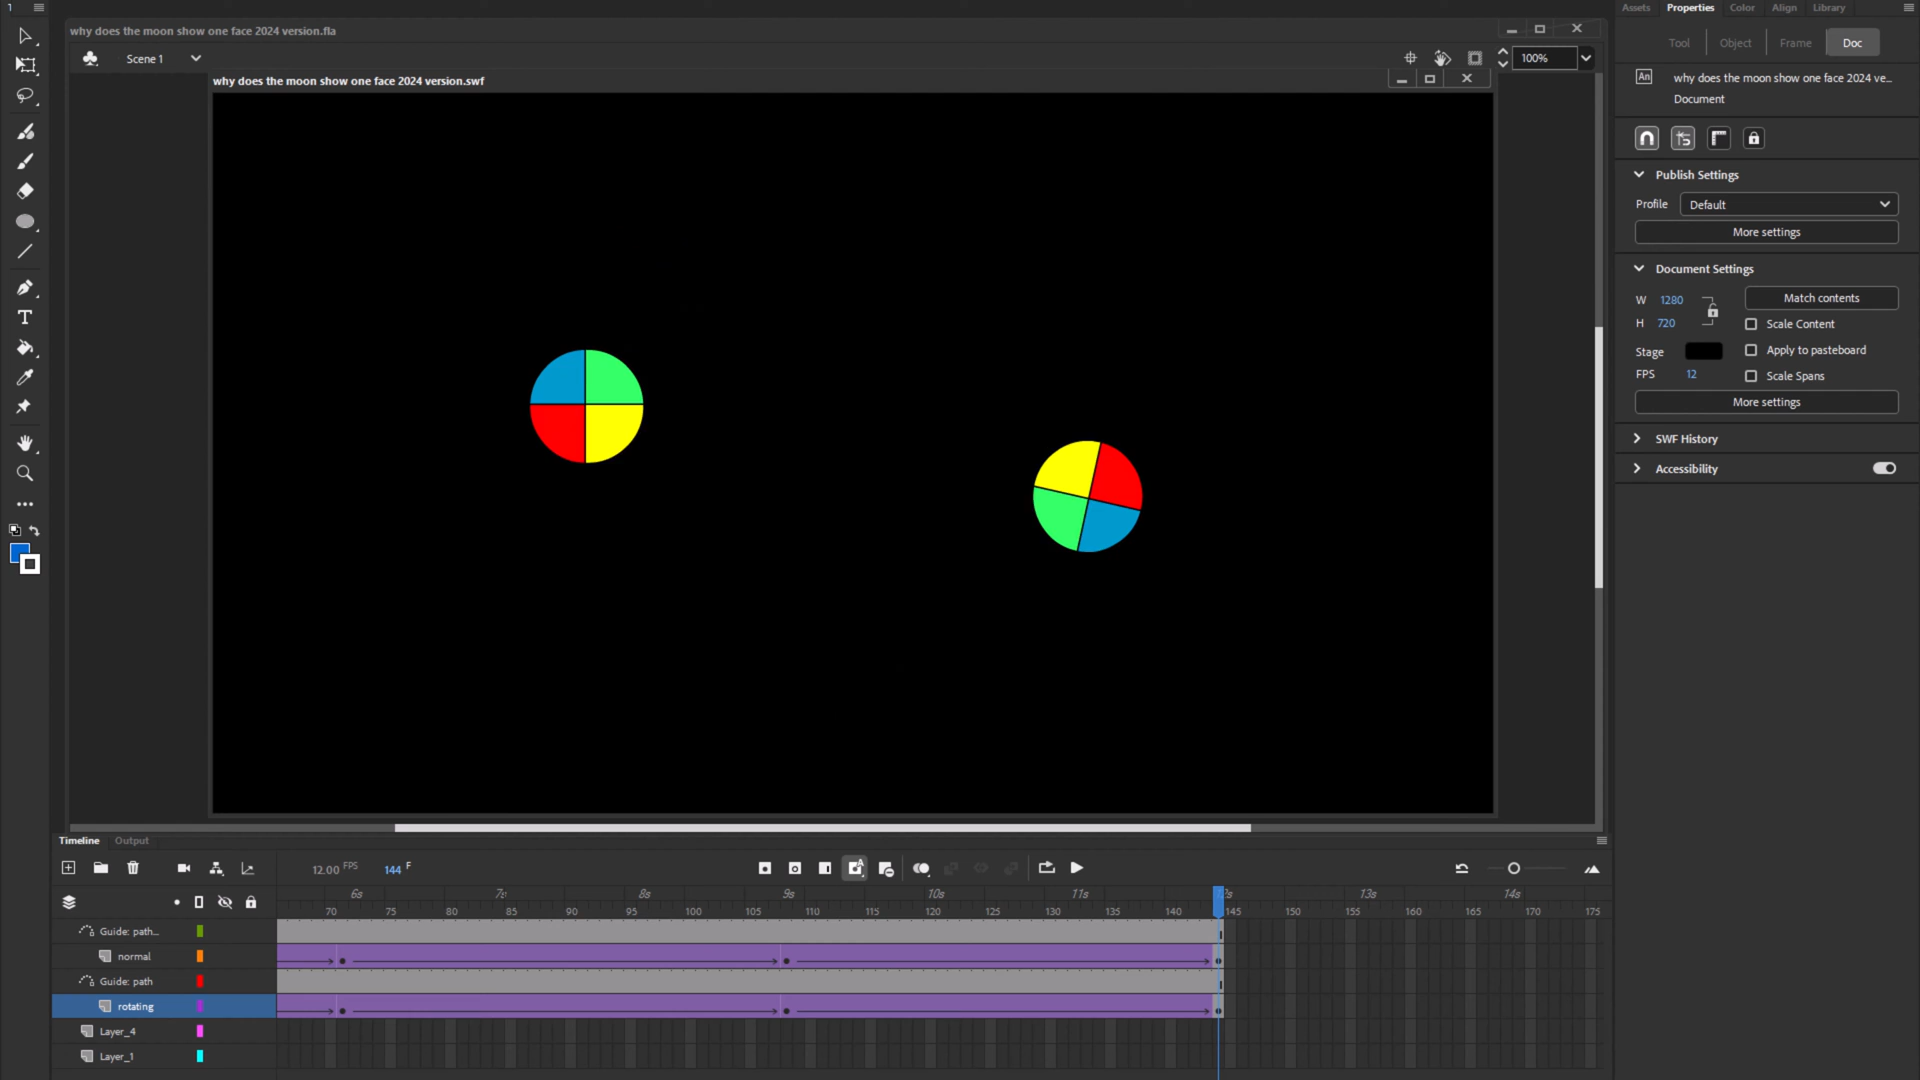 1
Assets Properties Color Align Library
why does the moon show one face 2024 version.fla
Tool Object Frame Doc
Scene 1
100%
why does the moon show one face 2024 version.swf
An why does the moon show one face 2024 ve...
Document
Publish Settings
Profile Default
More settings
Document Settings
W 1280 Match contents
H 720 Scale Content
Stage Apply to pasteboard
FPS 12 Scale Spans
More settings
SWF History
Accessibility
Timeline Output
12.00 FPS 144 F
6s 7s 8s 9s 10s 11s 2s 13s 14s
70 75 80 85 90 95 100 105 110 115 120 125 130 135 140 145 150 155 160 165 170 175
Guide: path...
normal
Guide: path
rotating
Layer_4
Layer_1